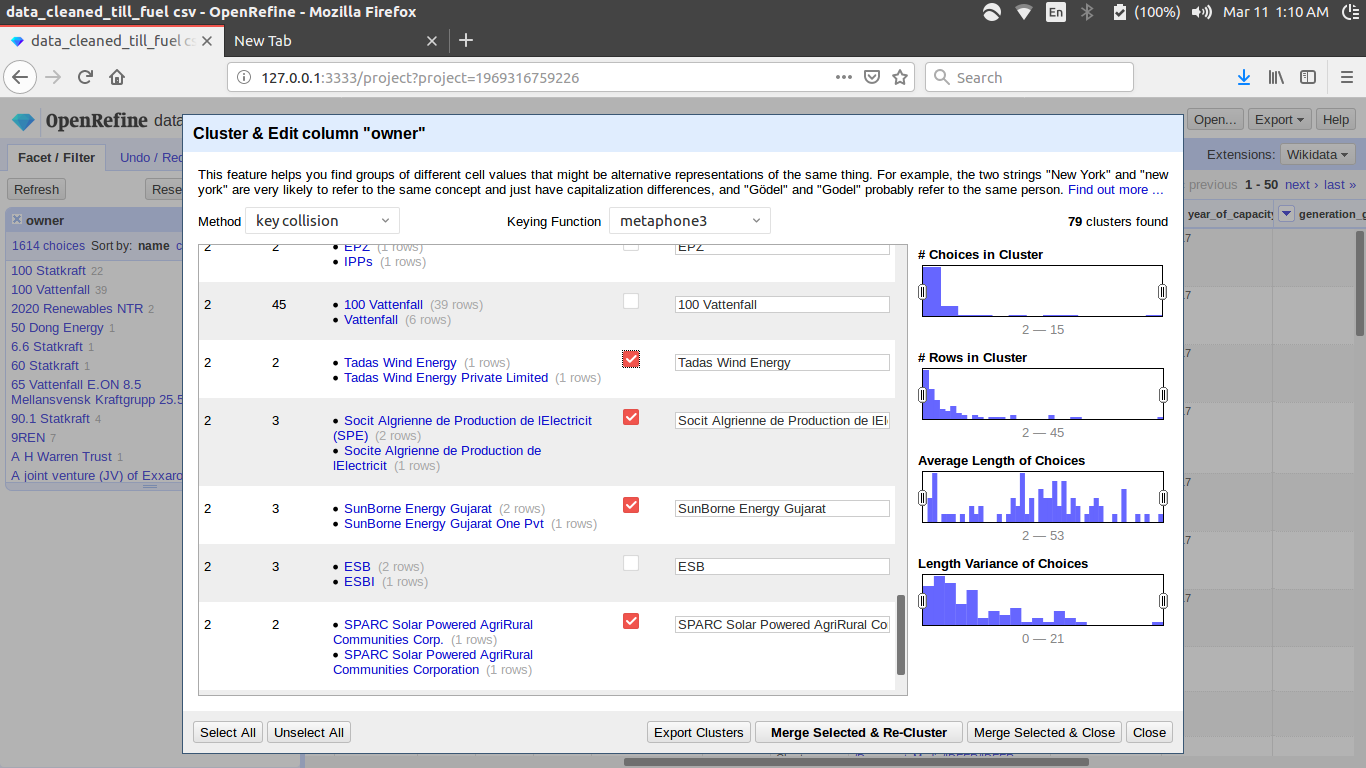 data_cleaned_till_fuel csv - OpenRefine - Mozilla Firefox
En
(100%)
Mar 11 1:10 AM
data_cleaned_till_fuel cs
New Tab
127.0.0.1:3333/project?project=1969316759226
Search
OpenRefine data
Open...
Export
Help
Facet / Filter
Undo / Red
Extensions:
Wikidata
Refresh
Rese
previous 1 - 50 next › last »
owner
year_of_capacity
generation_g
1614 choices Sort by: name c
100 Statkraft 22
100 Vattenfall 39
2020 Renewables NTR 2
50 Dong Energy 1
6.6 Statkraft 1
60 Statkraft 1
65 Vattenfall E.ON 8.5
Mellansvensk Kraftgrupp 25.5
90.1 Statkraft 4
9REN 7
A H Warren Trust 1
A joint venture (JV) of Exxaro
Cluster & Edit column "owner"
This feature helps you find groups of different cell values that might be alternative representations of the same thing. For example, the two strings "New York" and "new
york" are very likely to refer to the same concept and just have capitalization differences, and "Gödel" and "Godel" probably refer to the same person. Find out more ...
Method
key collision
Keying Function
metaphone3
79 clusters found
2 2 • EPZ (1 rows) EPZ
• IPPs (1 rows)
2 45 • 100 Vattenfall (39 rows) 100 Vattenfall
• Vattenfall (6 rows)
2 2 • Tadas Wind Energy (1 rows) Tadas Wind Energy
• Tadas Wind Energy Private Limited (1 rows)
2 3 • Socit Algrienne de Production de lElectricit Socit Algrienne de Production de lEl
(SPE) (2 rows)
• Socite Algrienne de Production de
lElectricit (1 rows)
2 3 • SunBorne Energy Gujarat (2 rows) SunBorne Energy Gujarat
• SunBorne Energy Gujarat One Pvt (1 rows)
2 3 • ESB (2 rows) ESB
• ESBI (1 rows)
2 2 • SPARC Solar Powered AgriRural SPARC Solar Powered AgriRural Co
Communities Corp. (1 rows)
• SPARC Solar Powered AgriRural
Communities Corporation (1 rows)
# Choices in Cluster
2 — 15
# Rows in Cluster
2 — 45
Average Length of Choices
2 — 53
Length Variance of Choices
0 — 21
Select All
Unselect All
Export Clusters
Merge Selected & Re-Cluster
Merge Selected & Close
Close